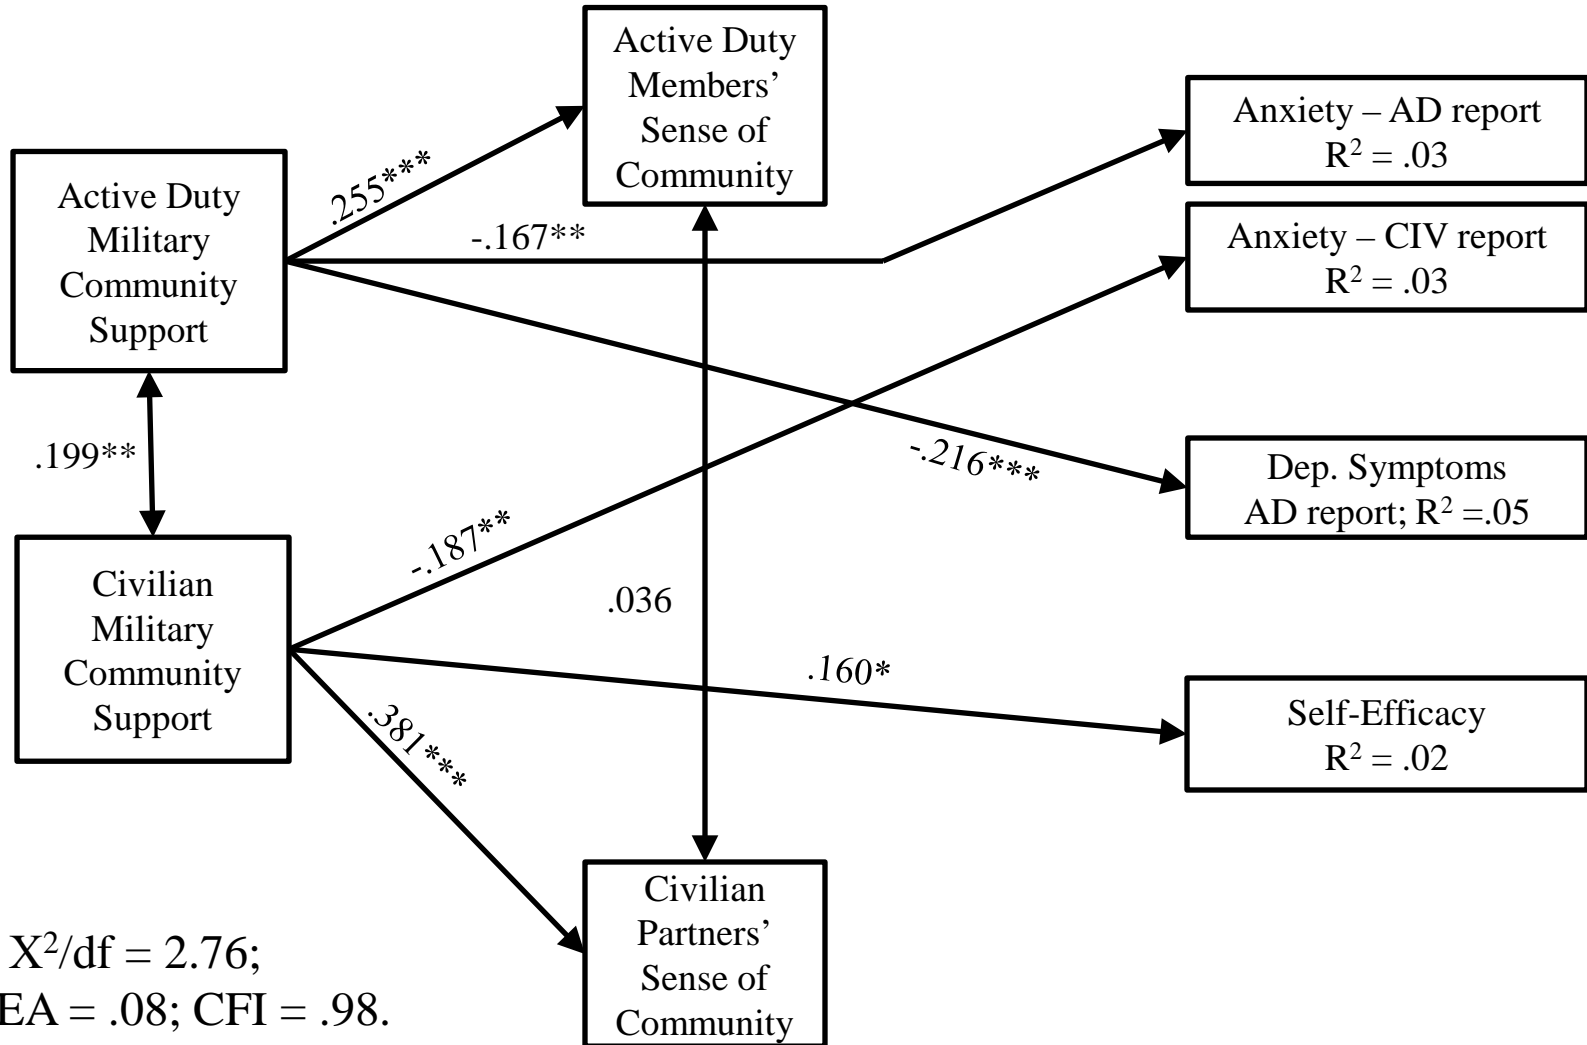 Active Duty
Members’
Sense of
Community
Anxiety – AD report
R² = .03
Active Duty
Military
Community
Support
.255***
-.167**
Anxiety – CIV report
R² = .03
.199**
-.216***
Dep. Symptoms
AD report; R² =.05
-.187**
Civilian
Military
Community
Support
.036
.160*
Self-Efficacy
R² = .02
.381***
Civilian
Partners’
Sense of
Community
X²/df = 2.76;
EA = .08; CFI = .98.